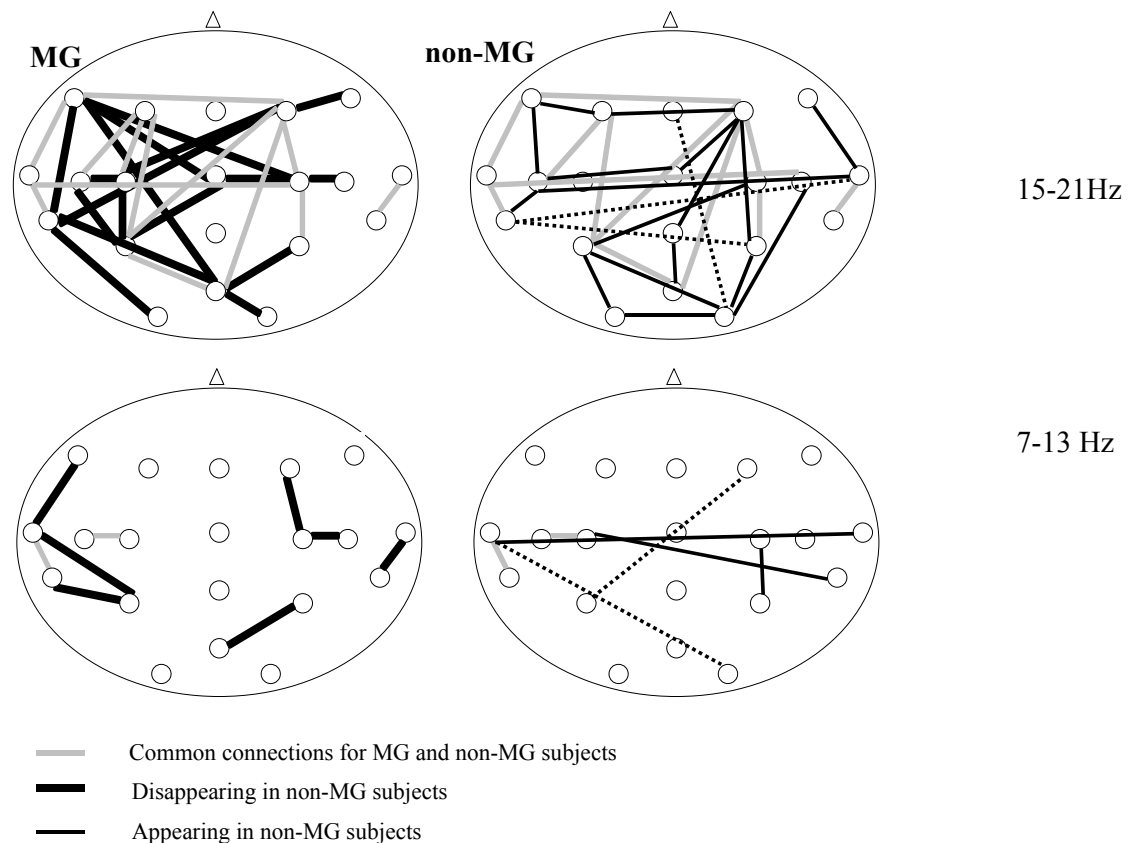 MG
non-MG
15-21Hz
7-13 Hz
Common connections for MG and non-MG subjects
Disappearing in non-MG subjects
Appearing in non-MG subjects